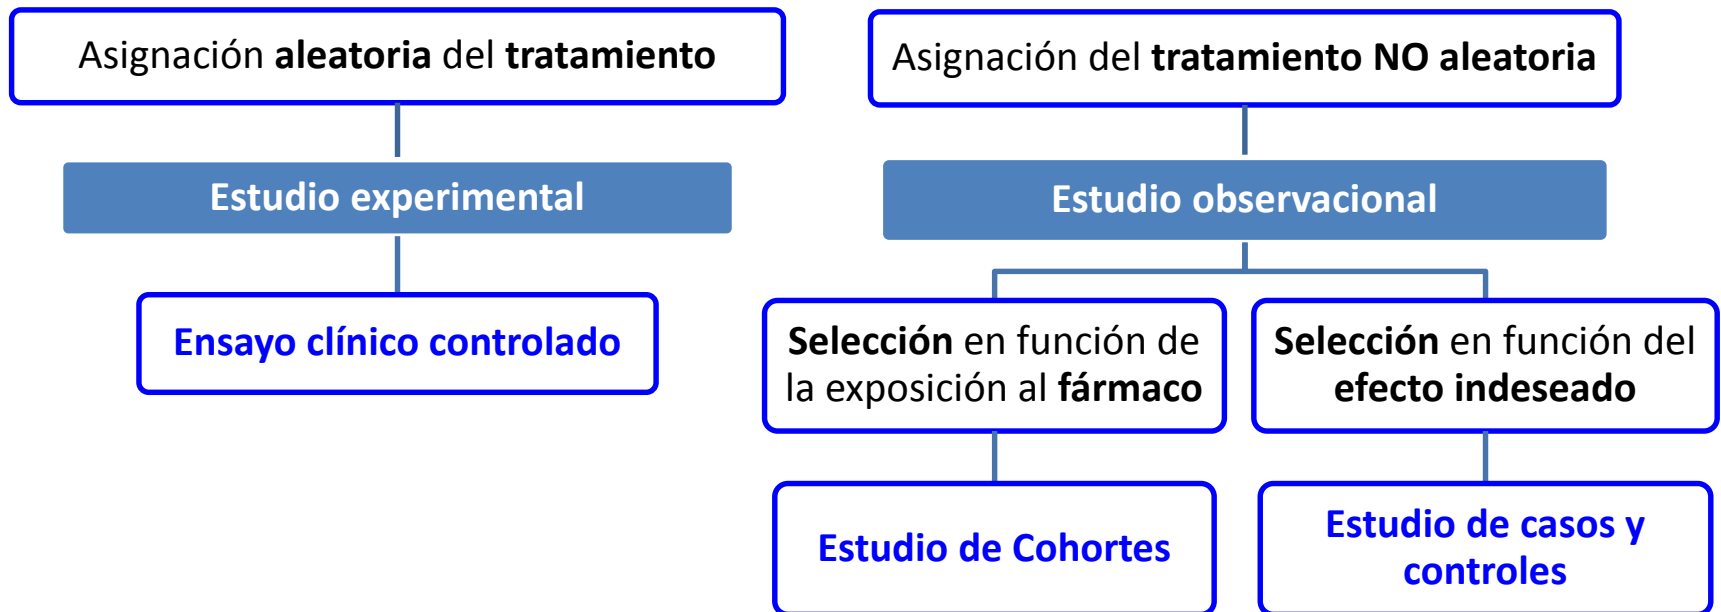 Asignación aleatoria del tratamiento
Estudio experimental
Ensayo clínico controlado
Asignación del tratamiento NO aleatoria
Estudio observacional
Selección en función de
la exposición al fármaco
Estudio de Cohortes
Selección en función del
efecto indeseado
Estudio de casos y
controles